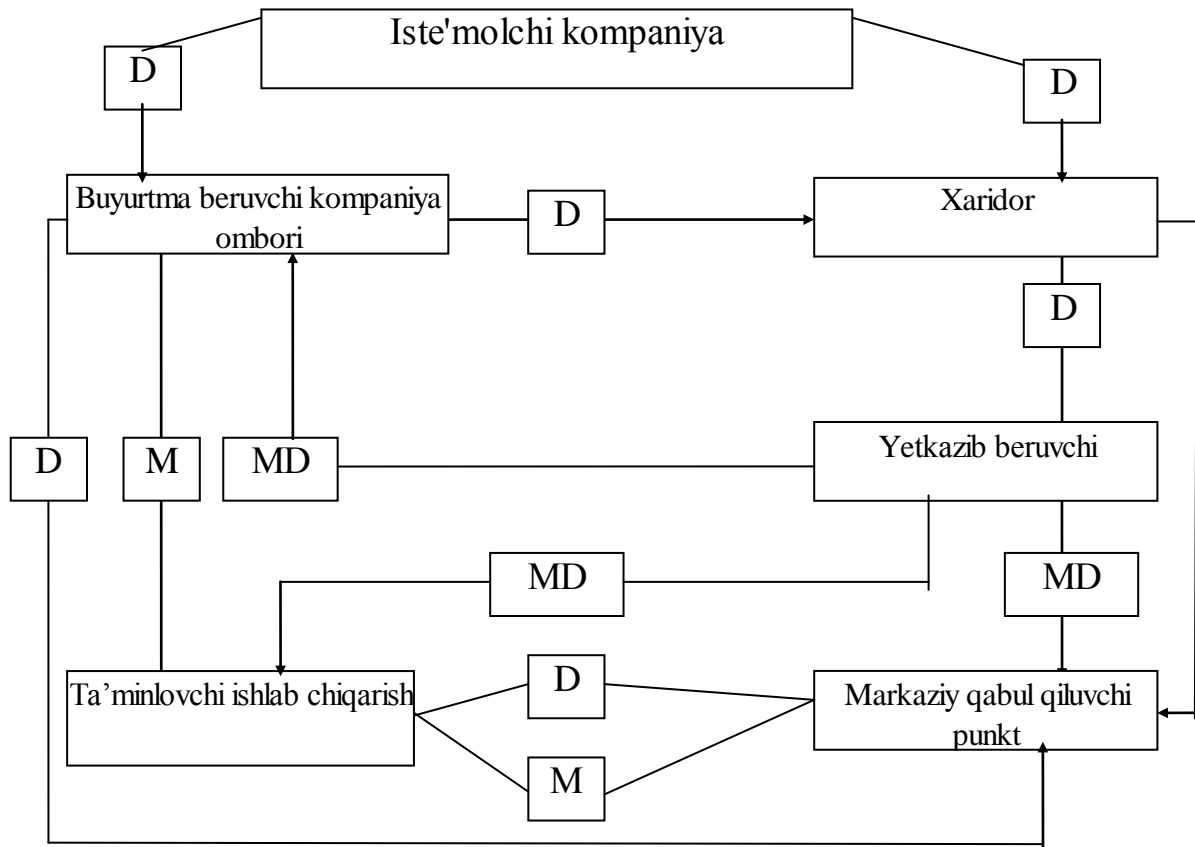 Iste'molchi kompaniya
D
D
Buyurtma beruvchi kompaniya
ombori
D
Xaridor
D
D
M
MD
Yetkazib beruvchi
MD
MD
Ta’minlovchi ishlab chiqarish
D
Markaziy qabul qiluvchi
punkt
M